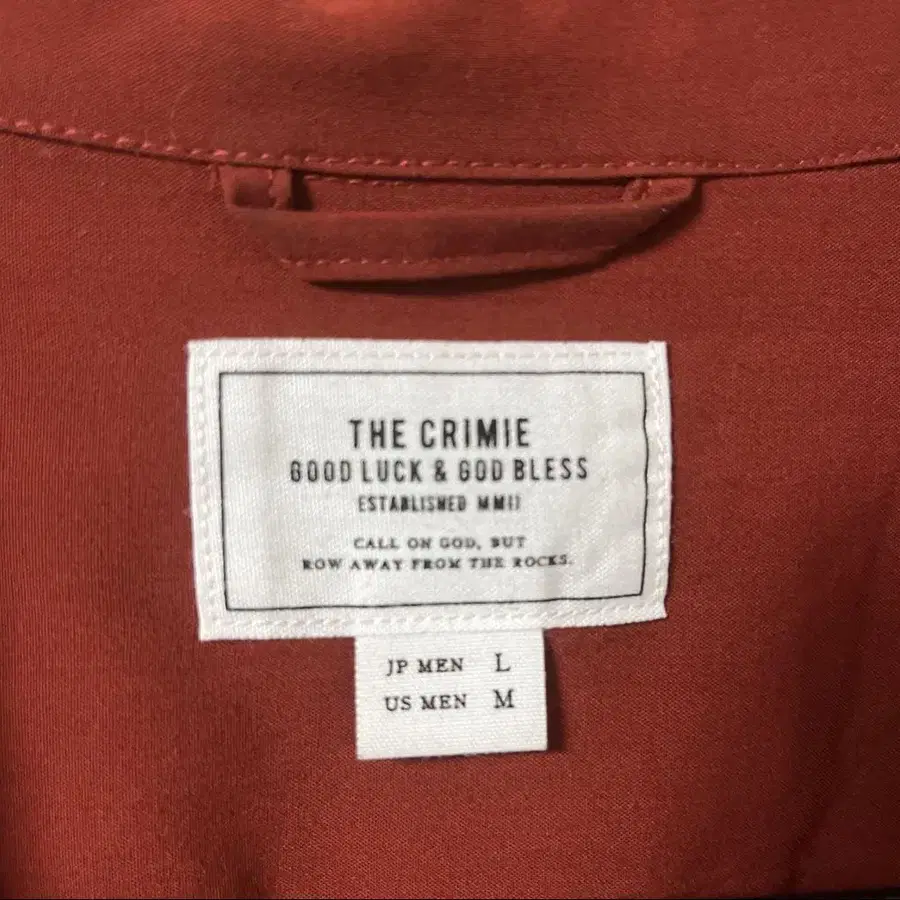 THE CRIMIE
GOOD LUCK & GOD BLESS
ESTABLISHED MMII
CALL ON GOD, BUT
ROW AWAY FROM THE ROCKS.
JP MEN L
US MEN M